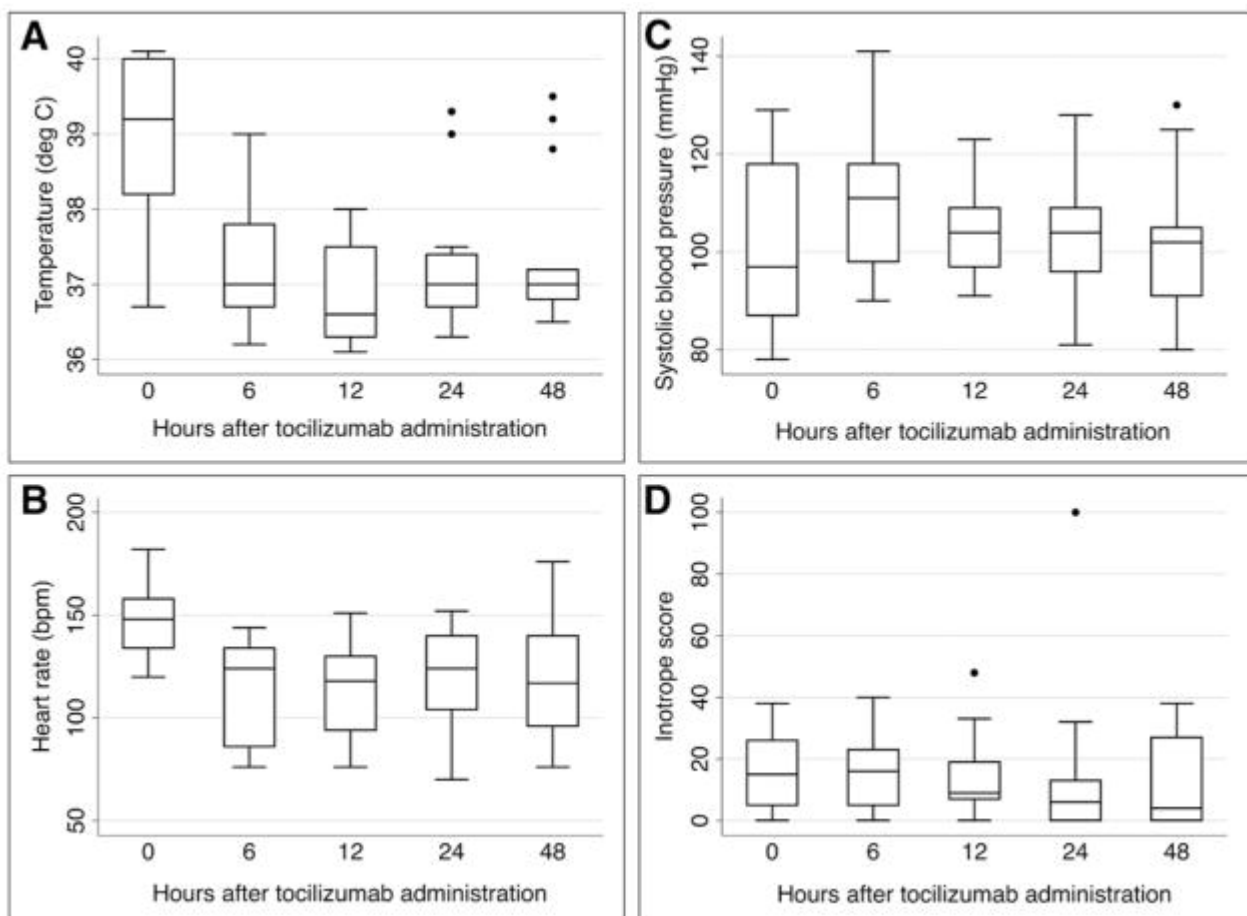 A
Temperature (deg C)
40
39
38
37
36
0 6 12 24 48
Hours after tocilizumab administration
C
Systolic blood pressure (mmHg)
140
120
100
80
0 6 12 24 48
Hours after tocilizumab administration
B
Heart rate (bpm)
200
150
100
50
0 6 12 24 48
Hours after tocilizumab administration
D
Inotrope score
100
80
60
40
20
0
0 6 12 24 48
Hours after tocilizumab administration